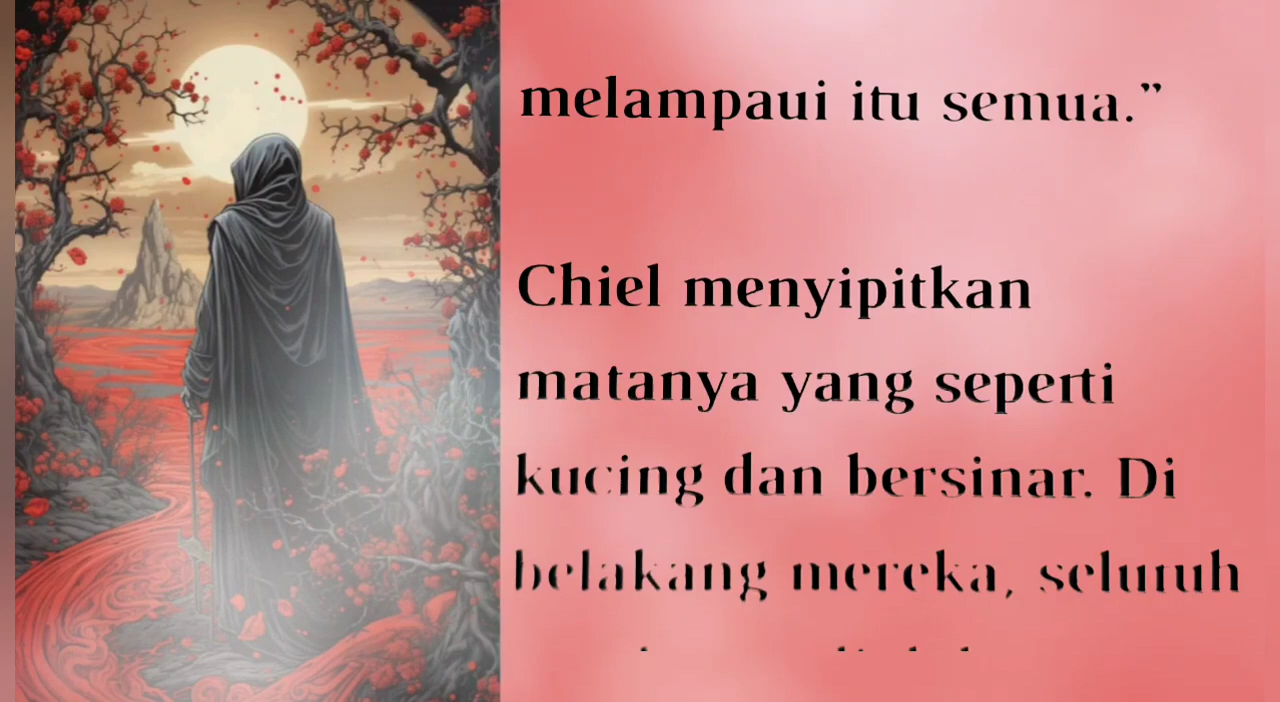 melampaui itu semua.”
Chiel menyipitkan
matanya yang seperti
kucing dan bersinar. Di
belakang mereka, seluruh